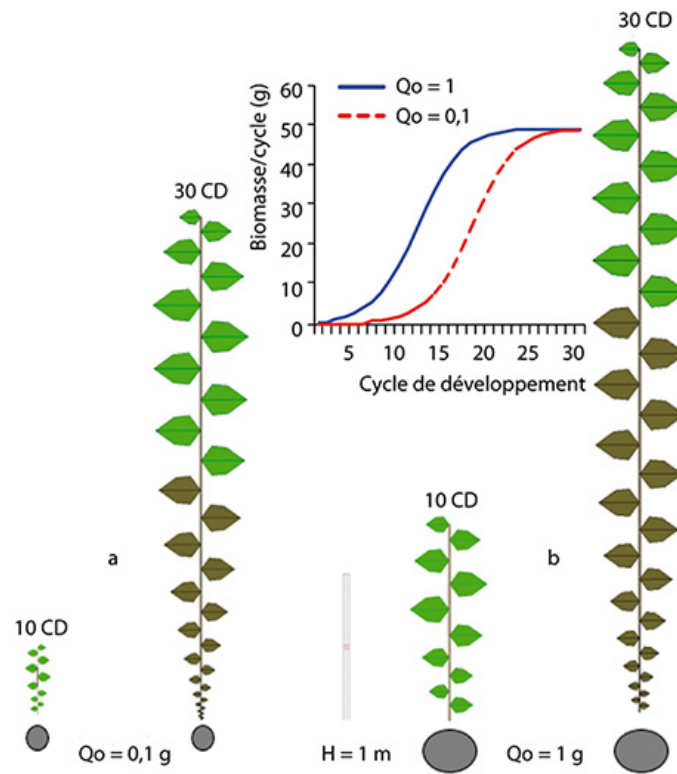 30 CD
60
50
40
30
20
10
0
Biomasse/cycle (g)
Qo = 1
Qo = 0,1
5 10 15 20 25 30
Cycle de développement
30 CD
10 CD
a
b
10 CD
Qo = 0,1 g
H = 1 m
Qo = 1 g